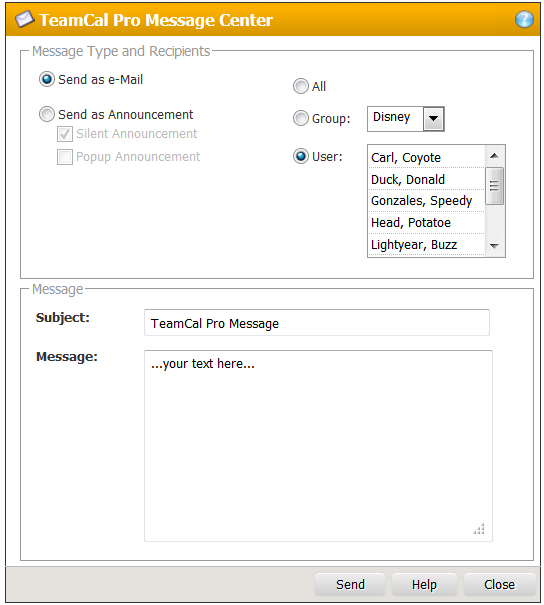 TeamCal Pro Message Center
Message Type and Recipients
Send as e-Mail
All
Send as Announcement
Group:
Disney
Silent Announcement
Popup Announcement
User:
Carl, Coyote
Duck, Donald
Gonzales, Speedy
Head, Potatoe
Lightyear, Buzz
Message
Subject:
TeamCal Pro Message
Message:
...your text here...
Send
Help
Close